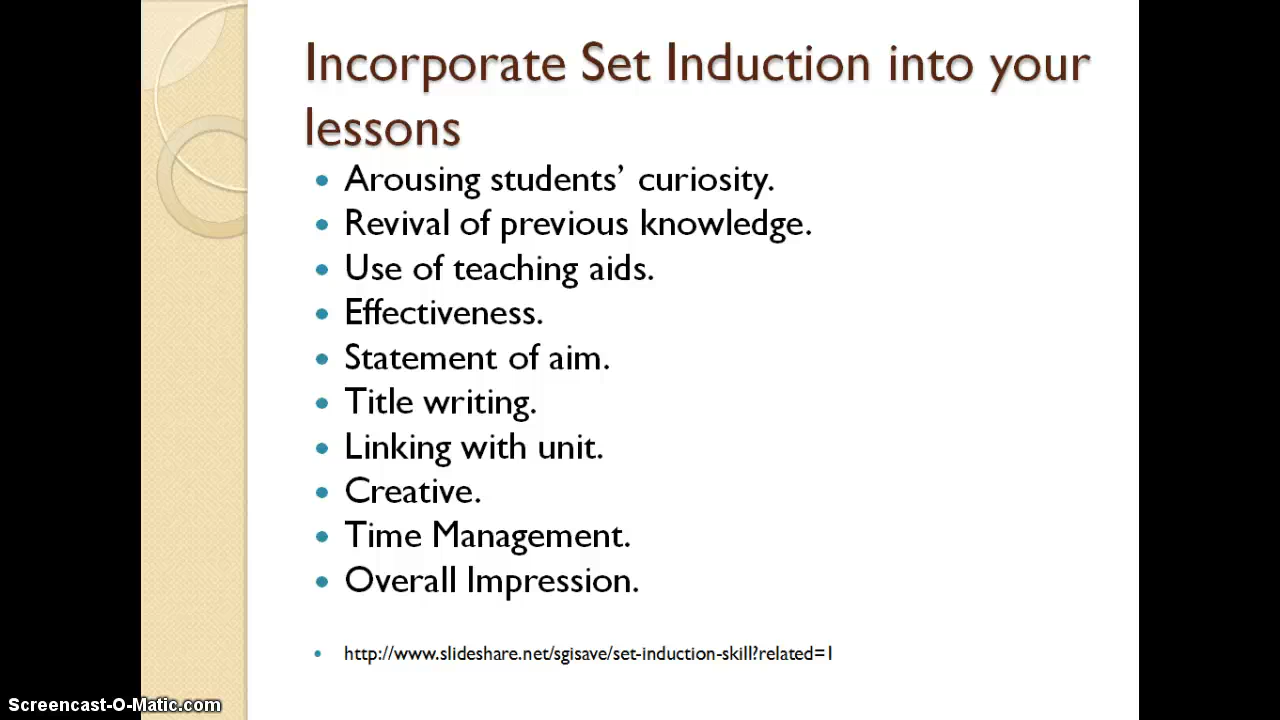 Incorporate Set Induction into your
lessons
• Arousing students’ curiosity.
• Revival of previous knowledge.
• Use of teaching aids.
• Effectiveness.
• Statement of aim.
• Title writing.
• Linking with unit.
• Creative.
• Time Management.
• Overall Impression.
• http://www.slideshare.net/sgisave/set-induction-skill?related=1
Screencast-O-Matic.com